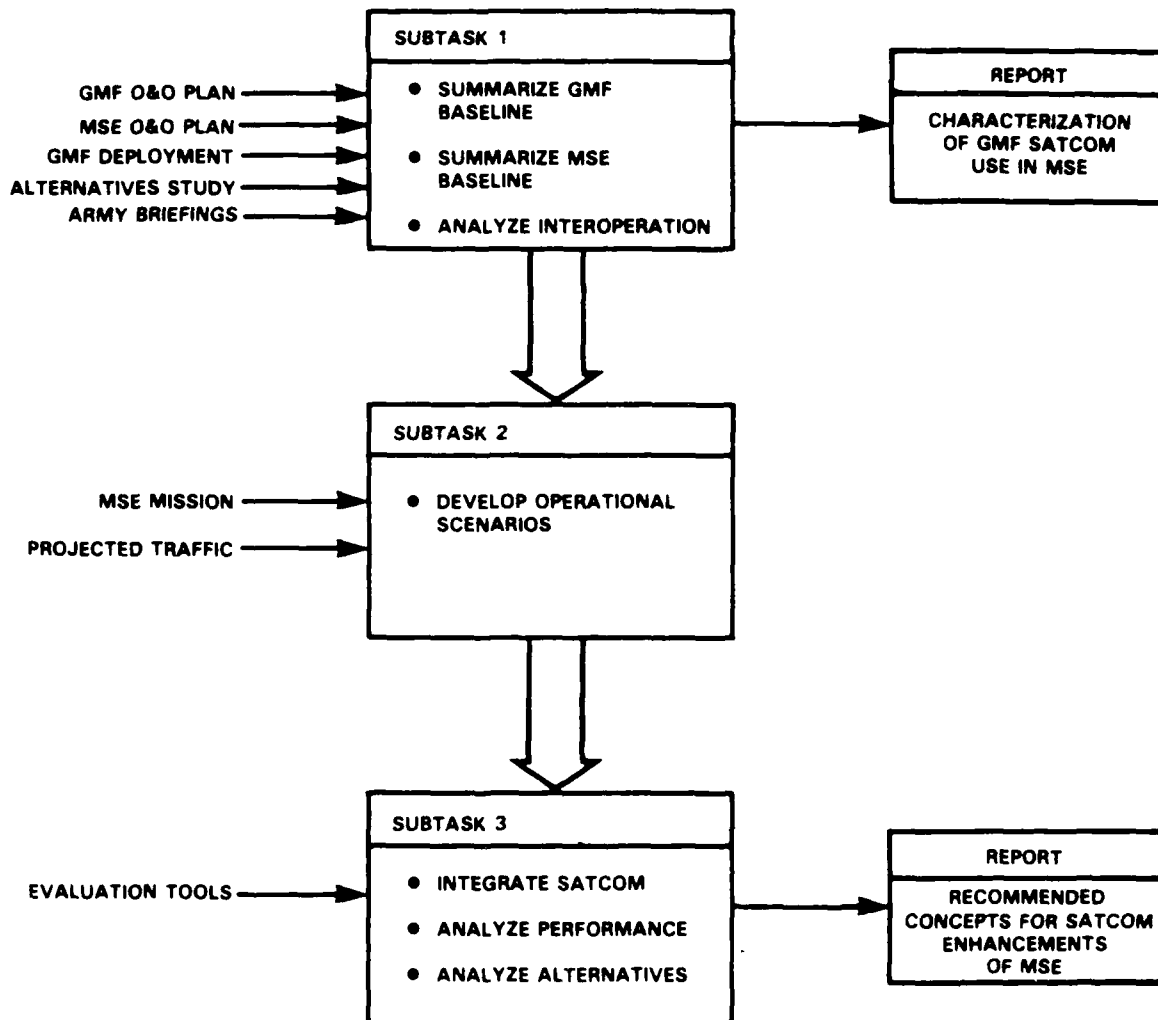 SUBTASK 1
GMF O&O PLAN
MSE O&O PLAN
GMF DEPLOYMENT
ALTERNATIVES STUDY
ARMY BRIEFINGS
● SUMMARIZE GMF
BASELINE
● SUMMARIZE MSE
BASELINE
● ANALYZE INTEROPERATION
REPORT
CHARACTERIZATION
OF GMF SATCOM
USE IN MSE
SUBTASK 2
MSE MISSION
PROJECTED TRAFFIC
● DEVELOP OPERATIONAL
SCENARIOS
SUBTASK 3
EVALUATION TOOLS
● INTEGRATE SATCOM
● ANALYZE PERFORMANCE
● ANALYZE ALTERNATIVES
REPORT
RECOMMENDED
CONCEPTS FOR SATCOM
ENHANCEMENTS
OF MSE